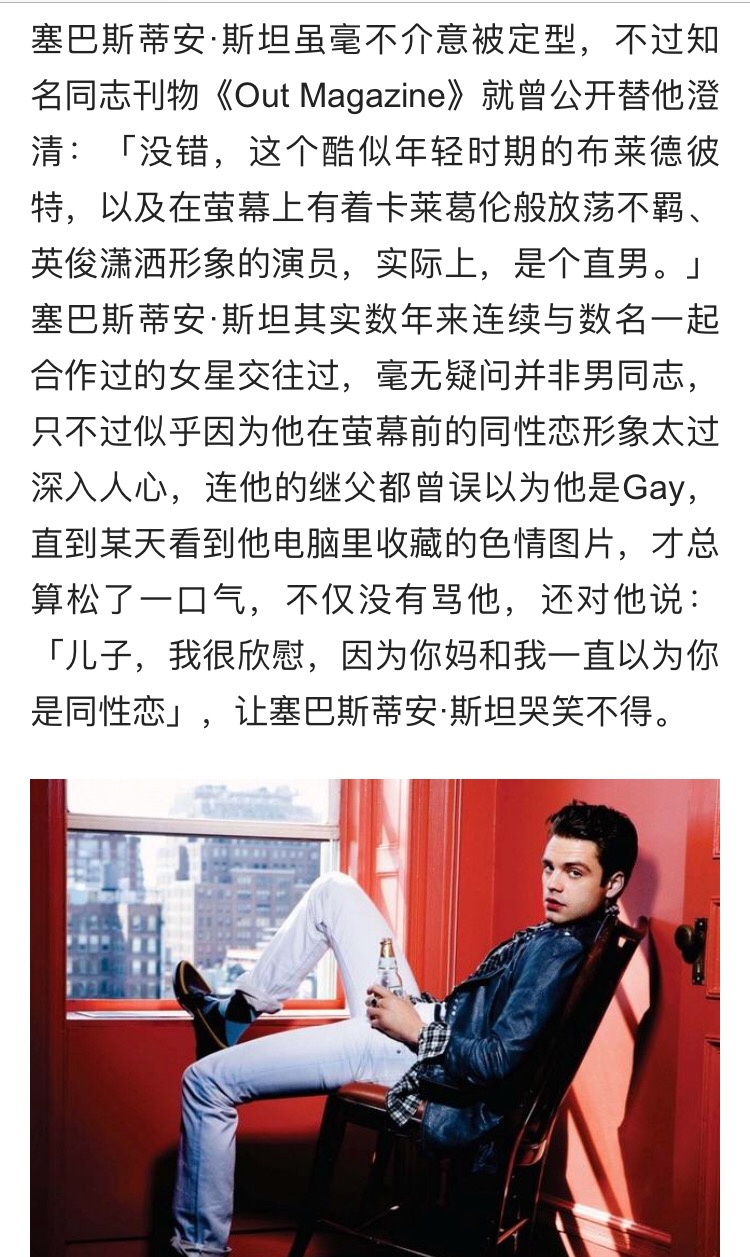 塞巴斯蒂安·斯坦虽毫不介意被定型，不过知
名同志刊物《Out Magazine》就曾公开替他澄
清：「没错，这个酷似年轻时期的布莱德彼
特，以及在萤幕上有着卡莱葛伦般放荡不羁、
英俊潇洒形象的演员，实际上，是个直男。」
塞巴斯蒂安·斯坦其实数年来连续与数名一起
合作过的女星交往过，毫无疑问并非男同志，
只不过似乎因为他在萤幕前的同性恋形象太过
深入人心，连他的继父都曾误以为他是Gay，
直到某天看到他电脑里收藏的色情图片，才总
算松了一口气，不仅没有骂他，还对他说：
「儿子，我很欣慰，因为你妈和我一直以为你
是同性恋」，让塞巴斯蒂安·斯坦哭笑不得。